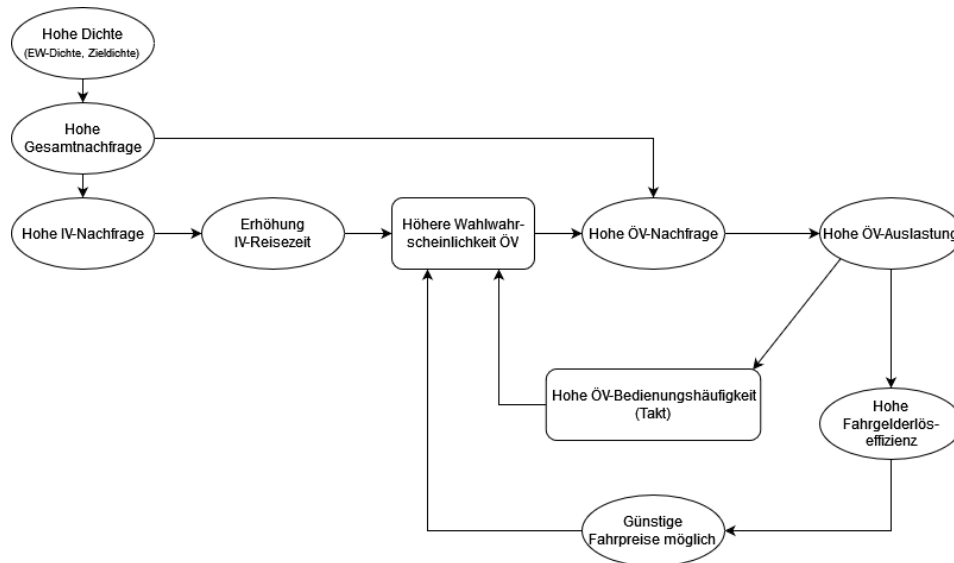 Hohe Dichte
(EW-Dichte, Zieldichte)
Hohe
Gesamtnachfrage
Hohe IV-Nachfrage
Erhöhung
IV-Reisezeit
Höhere Wahlwahr-
scheinlichkeit ÖV
Hohe ÖV-Nachfrage
Hohe ÖV-Auslastung
Hohe ÖV-Bedienungshäufigkeit
(Takt)
Hohe
Fahrgelderlös-
effizienz
Günstige
Fahrpreise möglich